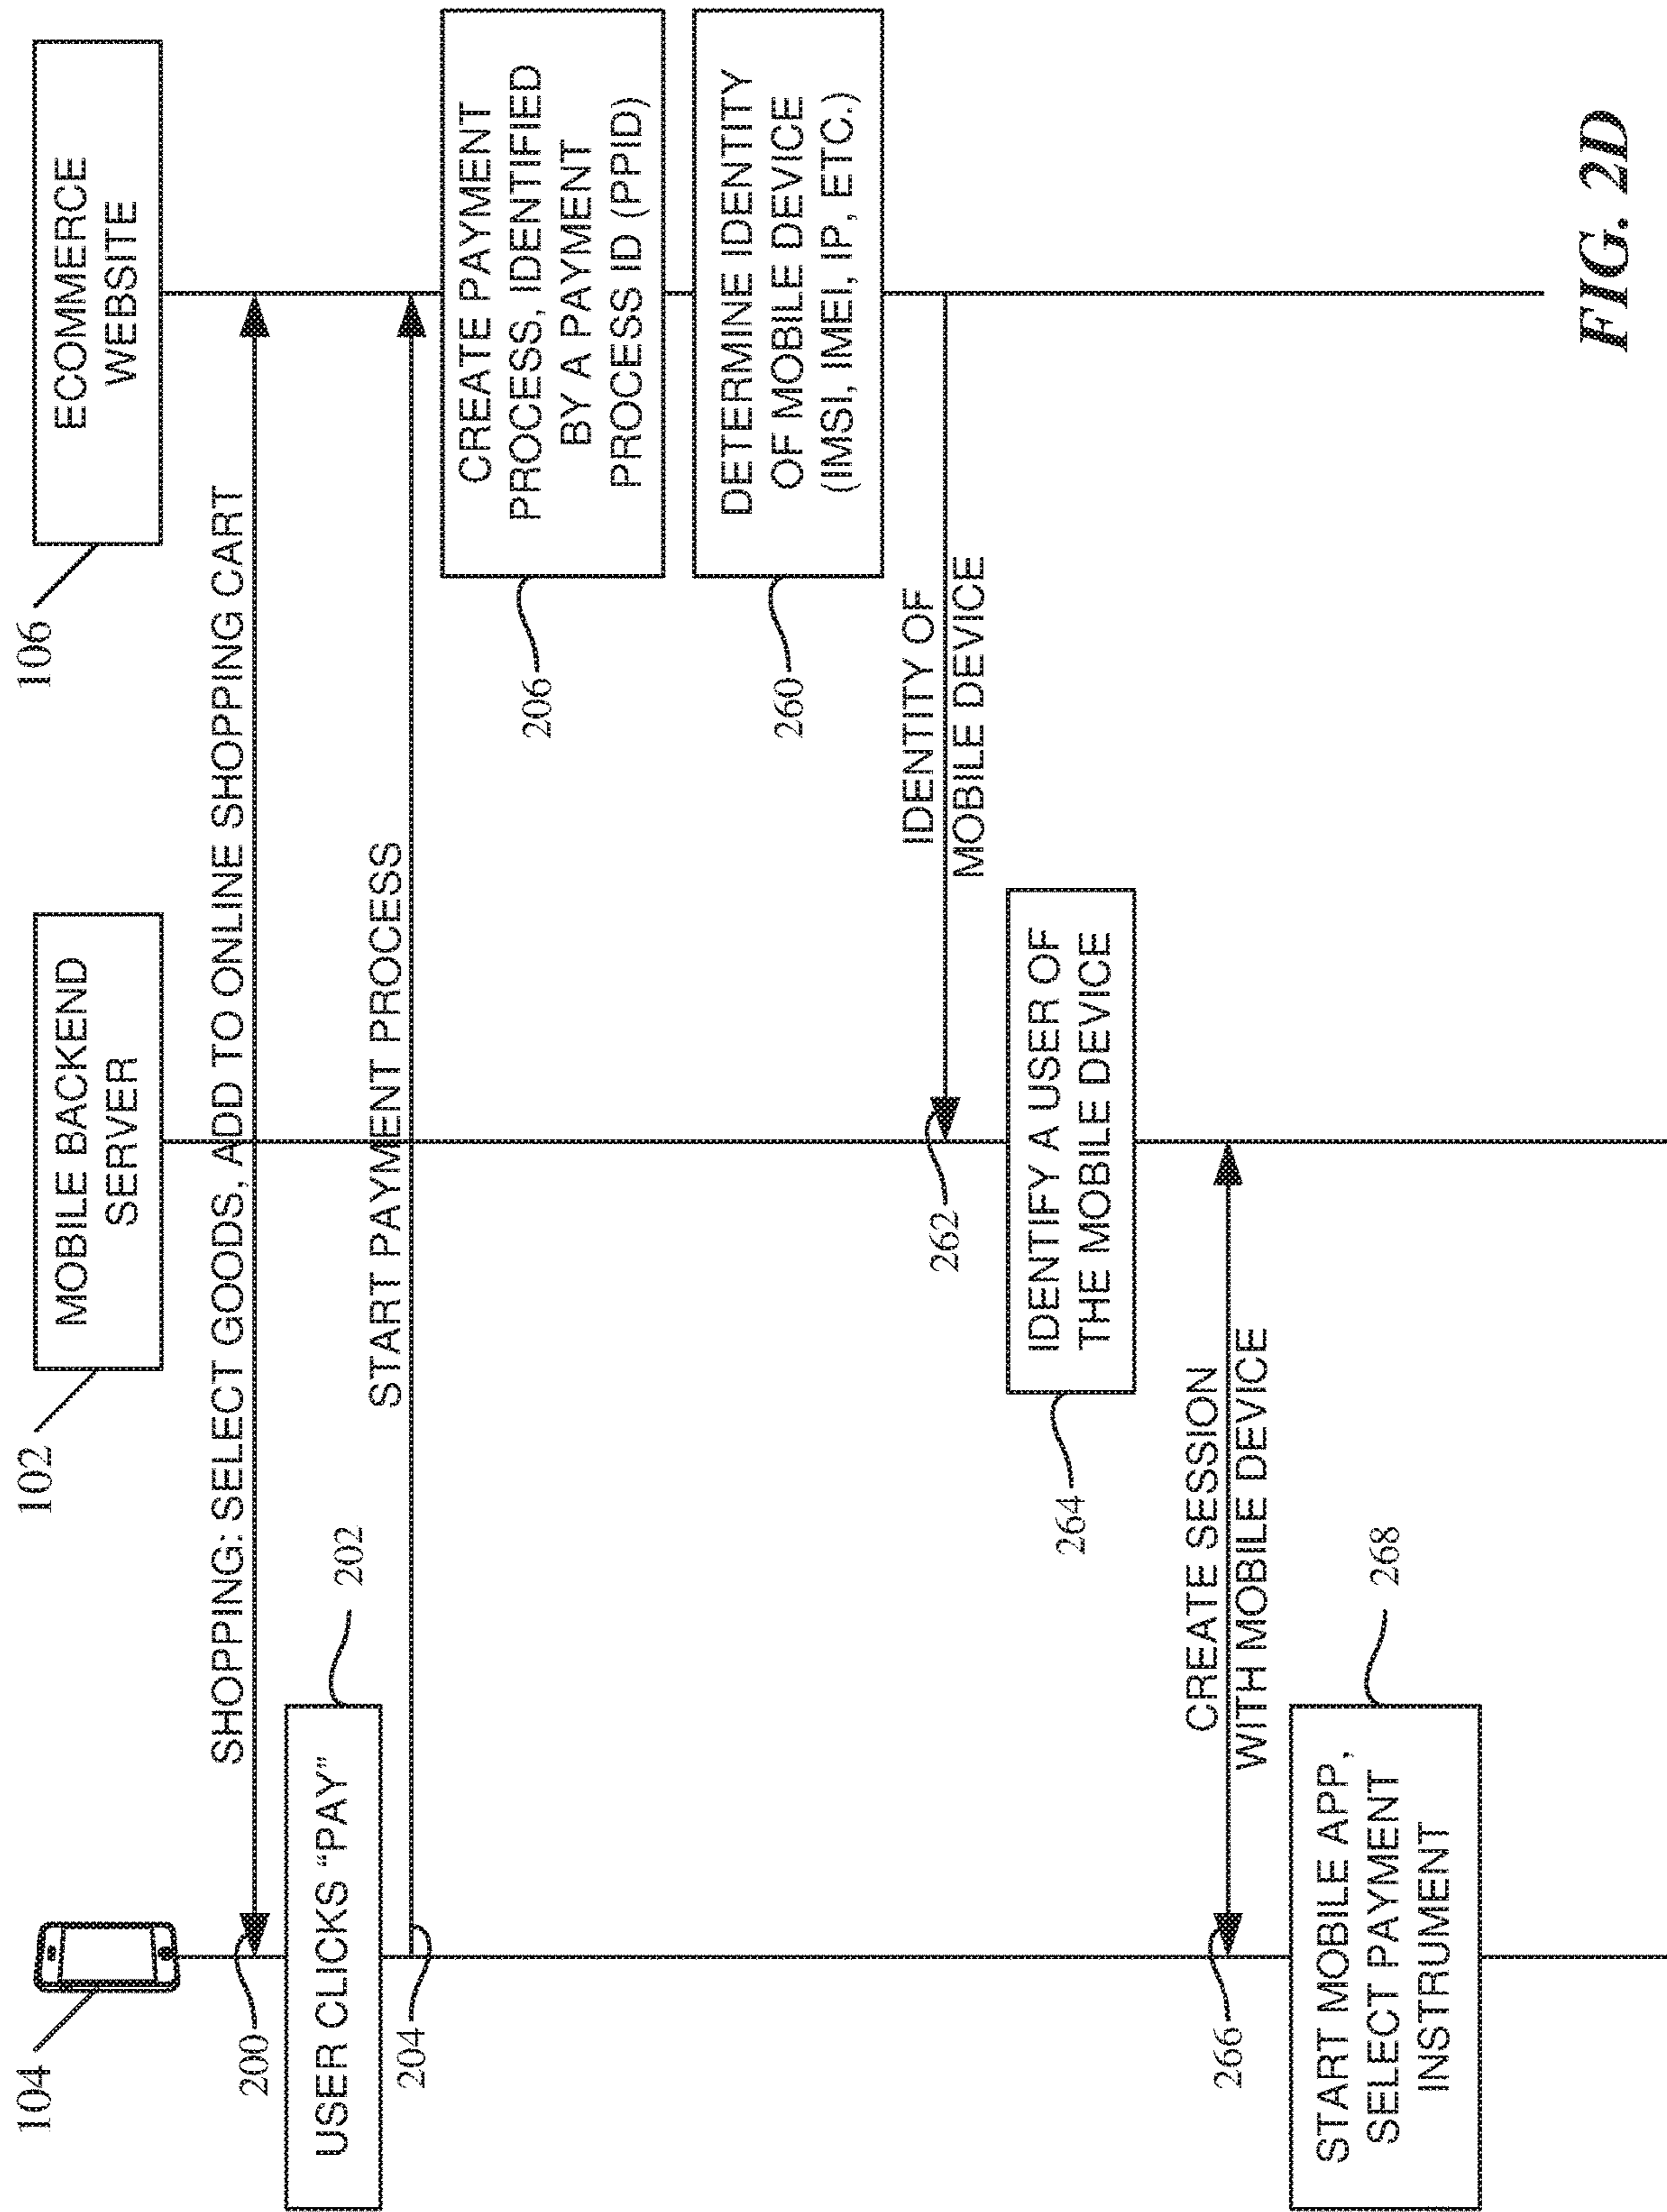 104
102
MOBILE BACKEND
SERVER
106
ECOMMERCE
WEBSITE
SHOPPING: SELECT GOODS, ADD TO ONLINE SHOPPING CART
200
USER CLICKS “PAY”
202
START PAYMENT PROCESS
204
CREATE PAYMENT
PROCESS, IDENTIFIED
BY A PAYMENT
PROCESS ID (PPID)
206
DETERMINE IDENTITY
OF MOBILE DEVICE
(IMSI, IMEI, IP, ETC.)
260
IDENTITY OF
MOBILE DEVICE
262
IDENTIFY A USER OF
THE MOBILE DEVICE
264
CREATE SESSION
WITH MOBILE DEVICE
266
START MOBILE APP,
SELECT PAYMENT
INSTRUMENT
268
FIG. 2D